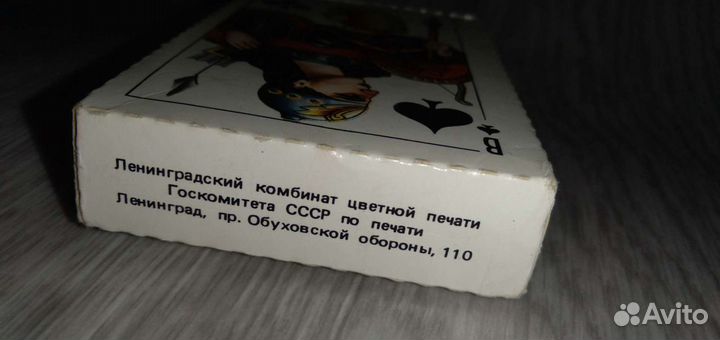 В
Ленинградский комбинат цветной печати
Госкомитета СССР по печати
Ленинград, пр. Обуховской обороны, 110
Avito